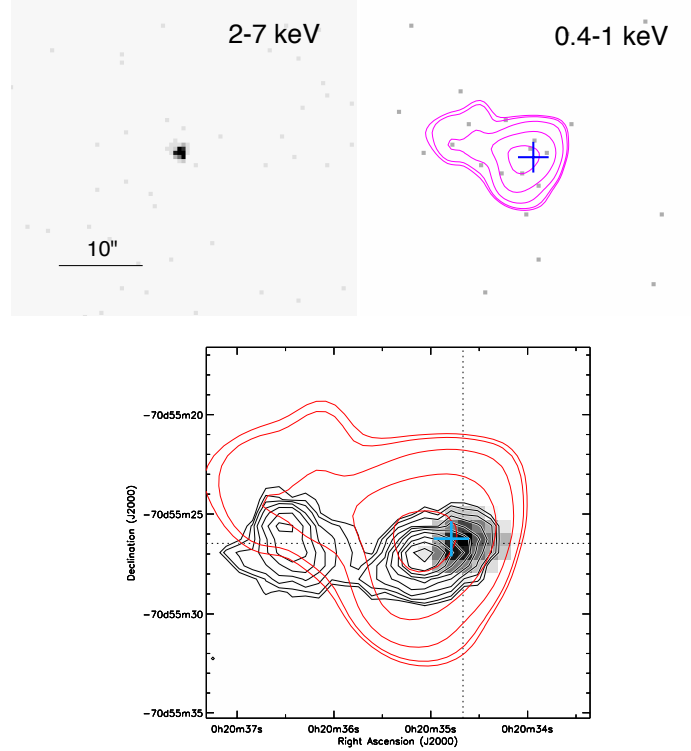 2-7 keV
0.4-1 keV
10"
-70d55m20
-70d55m25
-70d55m30
-70d55m35
Declination (J2000)
0h20m37s 0h20m36s 0h20m35s 0h20m34s
Right Ascension (J2000)